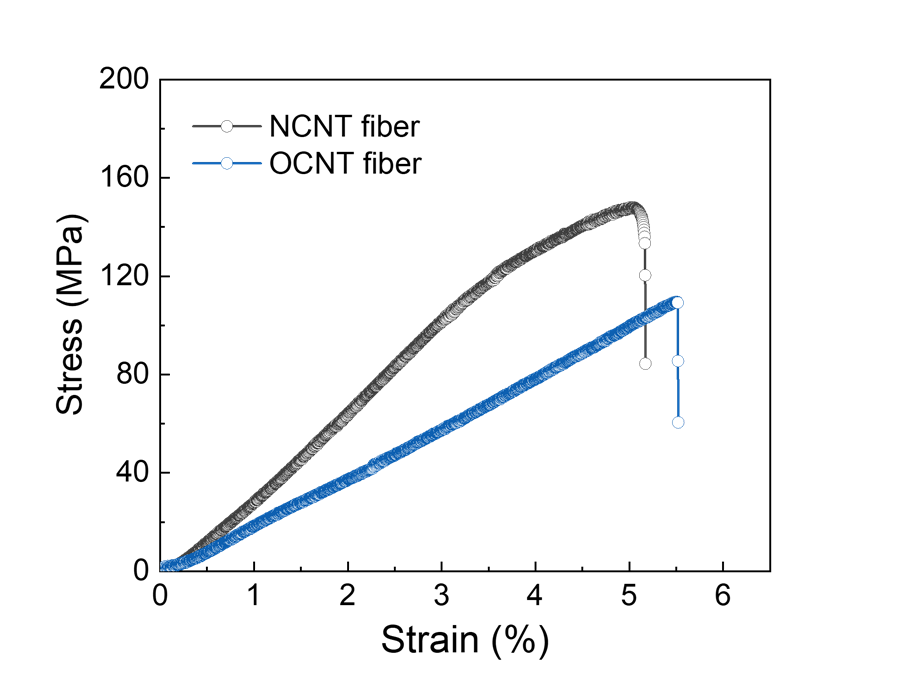 200
160
120
80
40
0
Stress (MPa)
NCNT fiber
OCNT fiber
0 1 2 3 4 5 6
Strain (%)